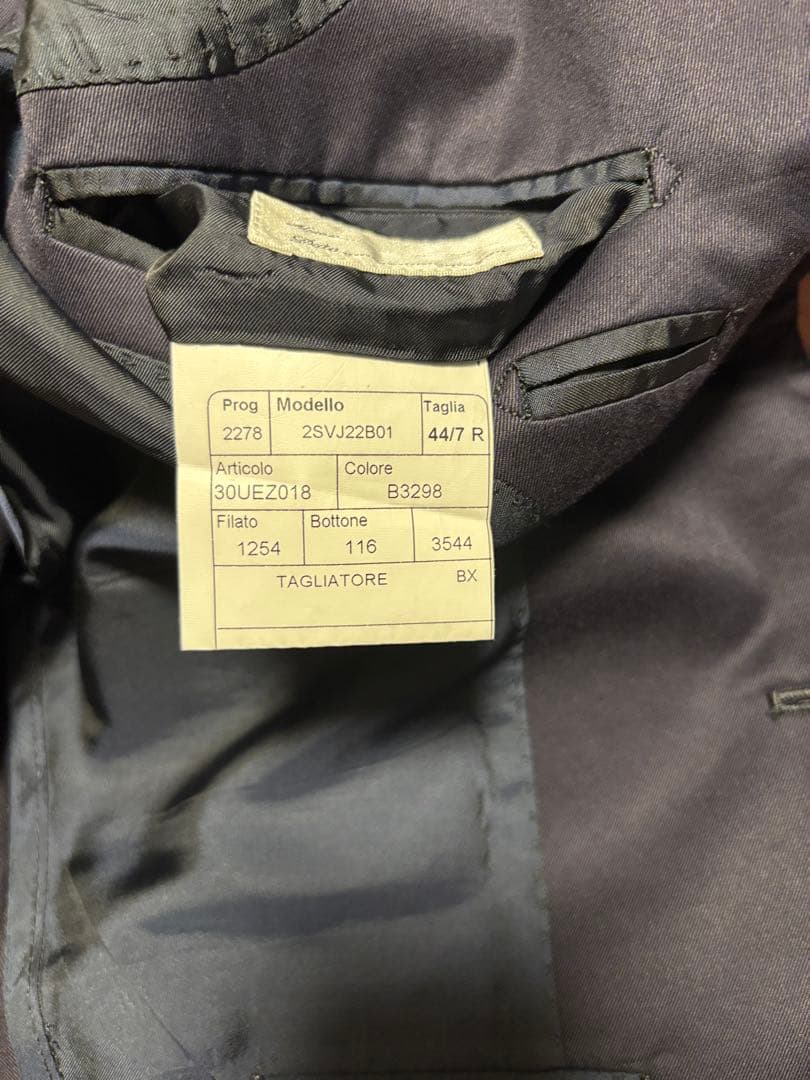 Prog Modello Taglia
2278 2SVJ22B01 44/7 R
Articolo Colore
30UEZ018 B3298
Filato Bottone
1254 116 3544
TAGLIATORE BX